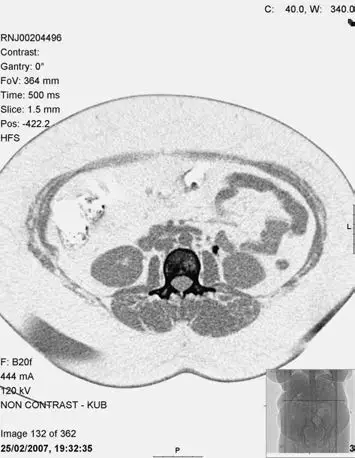 C: 40.0, W: 340.0
RNJ00204496
Contrast:
Gantry: 0°
FoV: 364 mm
Time: 500 ms
Slice: 1.5 mm
Pos: -422.2
HFS
L
F: B20f
444 mA
120 kV
NON CONTRAST - KUB
Image 132 of 362
25/02/2007, 19:32:35
P
3